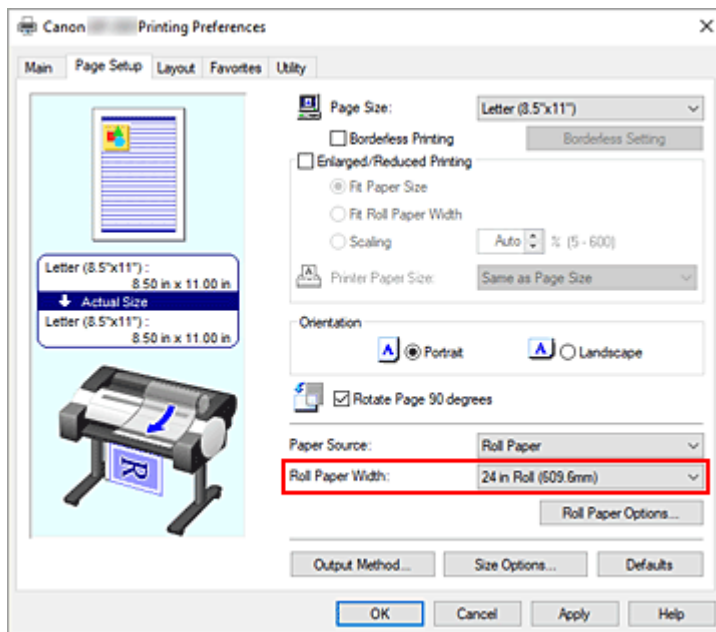 Canon Printing Preferences
Main Page Setup Layout Favorites Utility
Page Size: Letter (8.5"x11")
Borderless Printing Borderless Setting
Enlarged/Reduced Printing
Fit Paper Size
Fit Roll Paper Width
Scaling Auto % (5 - 600)
Printer Paper Size: Same as Page Size
Letter (8.5"x11") :
8.50 in x 11.00 in
Actual Size
Letter (8.5"x11") :
8.50 in x 11.00 in
Orientation
A Portrait A Landscape
Rotate Page 90 degrees
R
Paper Source: Roll Paper
Roll Paper Width: 24 in Roll (609.6mm)
Roll Paper Options...
Output Method... Size Options... Defaults
OK Cancel Apply Help